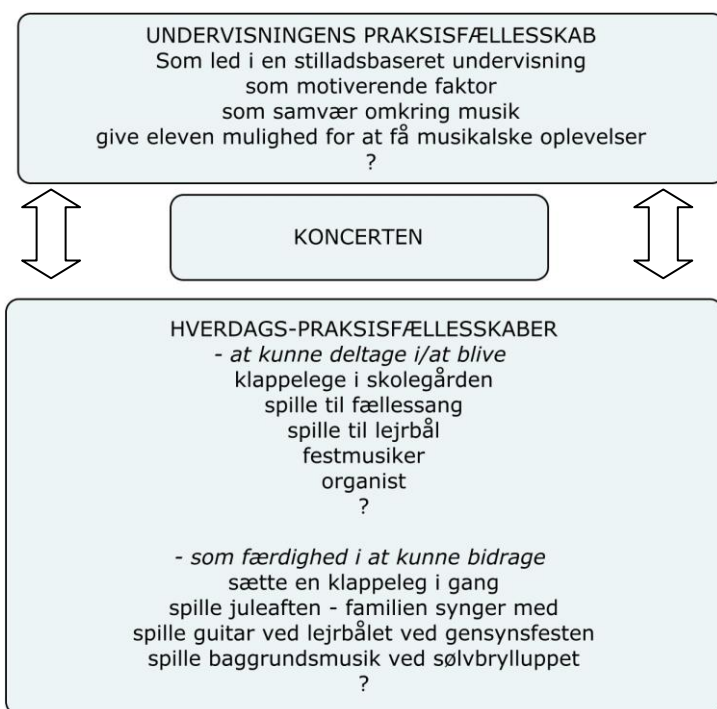 UNDERVISNINGENS PRAKSISFÆLLESSKAB
Som led i en stilladsbaseret undervisning
som motiverende faktor
som samvær omkring musik
give eleven mulighed for at få musikalske oplevelser
?
KONCERTEN
HVERDAGS-PRAKSISFÆLLESSKABER
- at kunne deltage i/at blive
klappelege i skolegården
spille til fællessang
spille til lejrbål
festmusiker
organist
?
- som færdighed i at kunne bidrage
sætte en klappeleg i gang
spille juleaften - familien synger med
spille guitar ved lejrbålet ved gensynsfesten
spille baggrundsmusik ved sølvbrylluppet
?